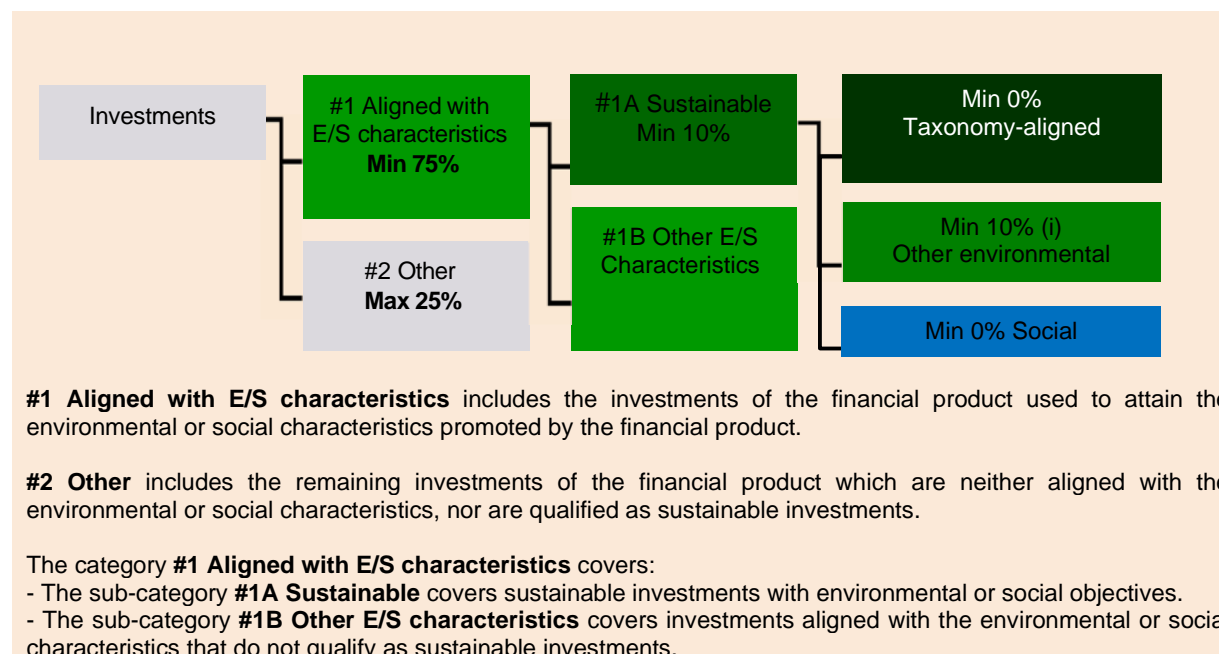 Investments
#1 Aligned with
E/S characteristics
Min 75%
#2 Other
Max 25%
#1A Sustainable
Min 10%
#1B Other E/S
Characteristics
Min 0%
Taxonomy-aligned
Min 10% (i)
Other environmental
Min 0% Social
#1 Aligned with E/S characteristics includes the investments of the financial product used to attain the
environmental or social characteristics promoted by the financial product.
#2 Other includes the remaining investments of the financial product which are neither aligned with the
environmental or social characteristics, nor are qualified as sustainable investments.
The category #1 Aligned with E/S characteristics covers:
- The sub-category #1A Sustainable covers sustainable investments with environmental or social objectives.
- The sub-category #1B Other E/S characteristics covers investments aligned with the environmental or social
characteristics that do not qualify as sustainable investments.